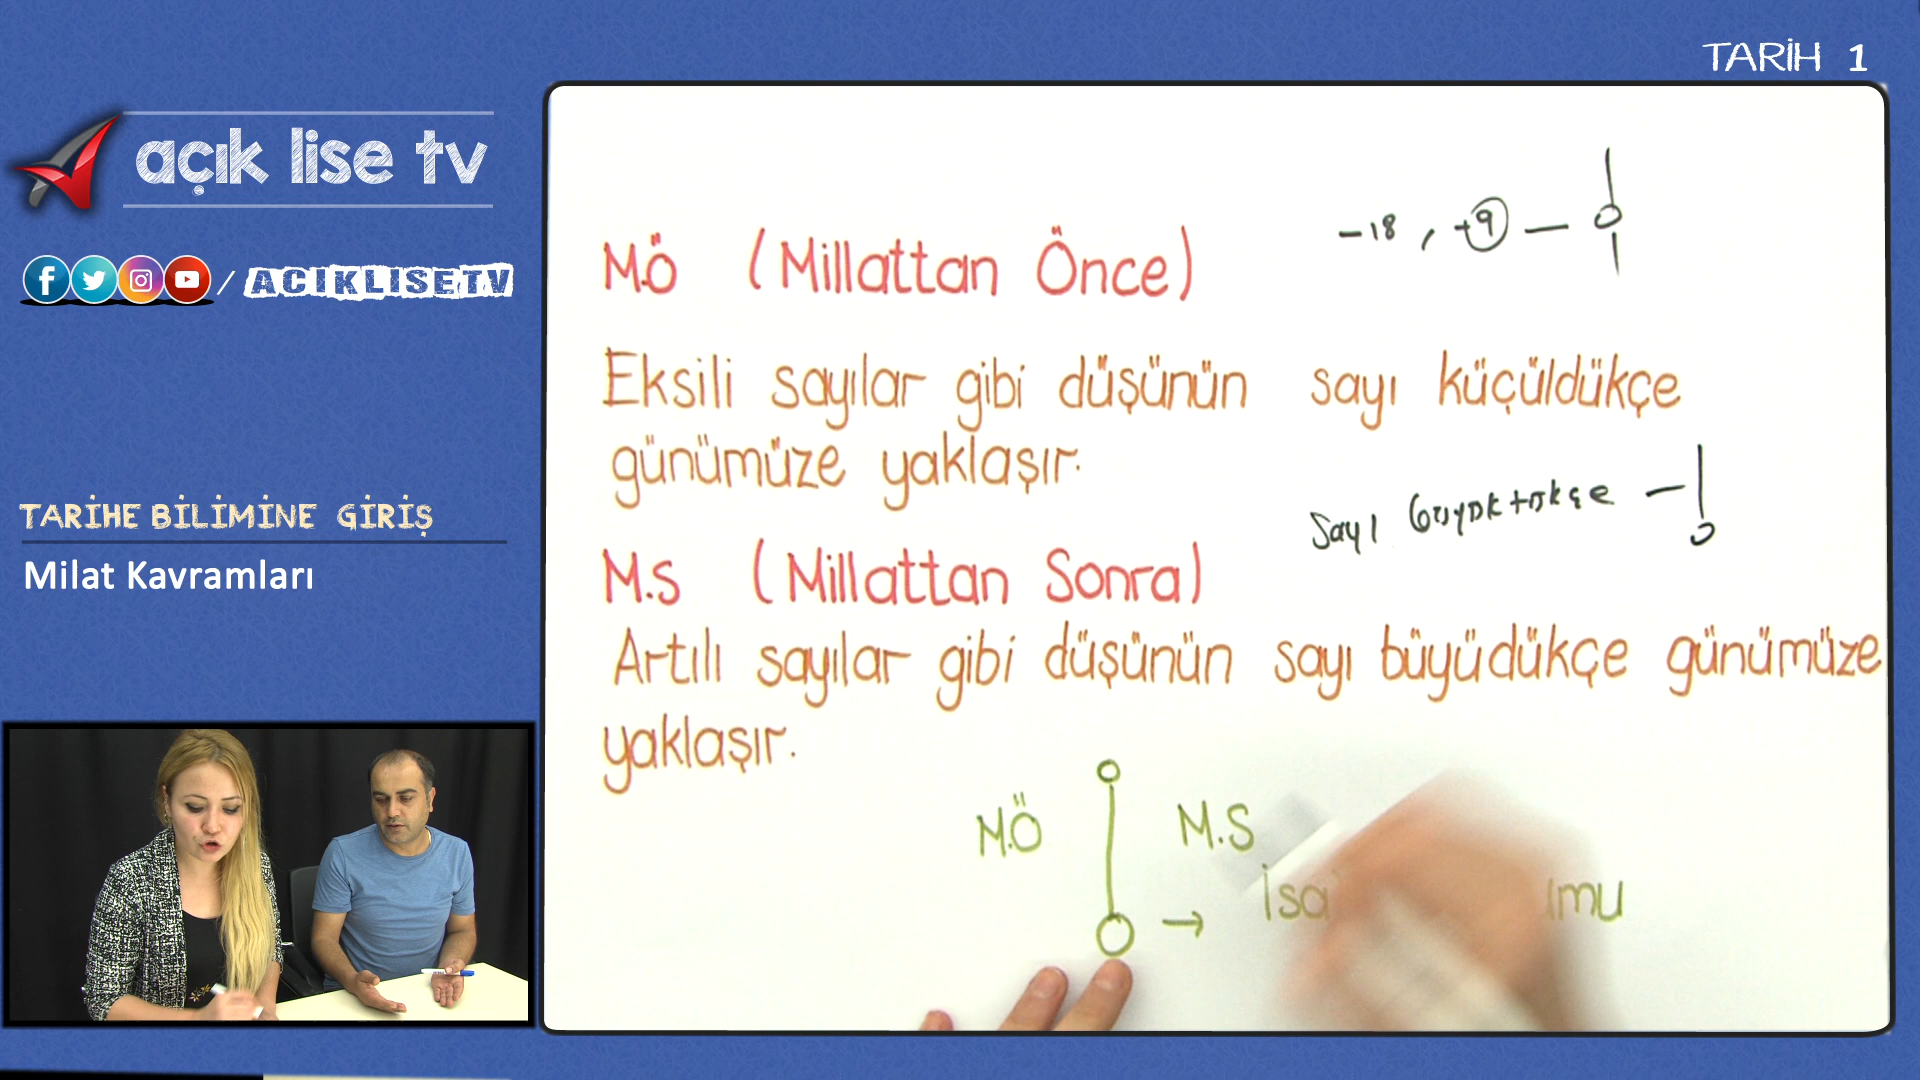 TARİH 1
açık lise tv
/ ACIKLISETV
TARİHE BİLİMİNE GİRİŞ
Milat Kavramları
-18, +9 — 0
M.Ö (Millattan Önce)
Eksili sayılar gibi düşünün sayı küçüldükçe
günümüze yaklaşır.
Sayı — 0
M.S (Millattan Sonra)
Artılı sayılar gibi düşünün sayı büyüdükçe günümüze
yaklaşır.
M.Ö M.S
→ İsa